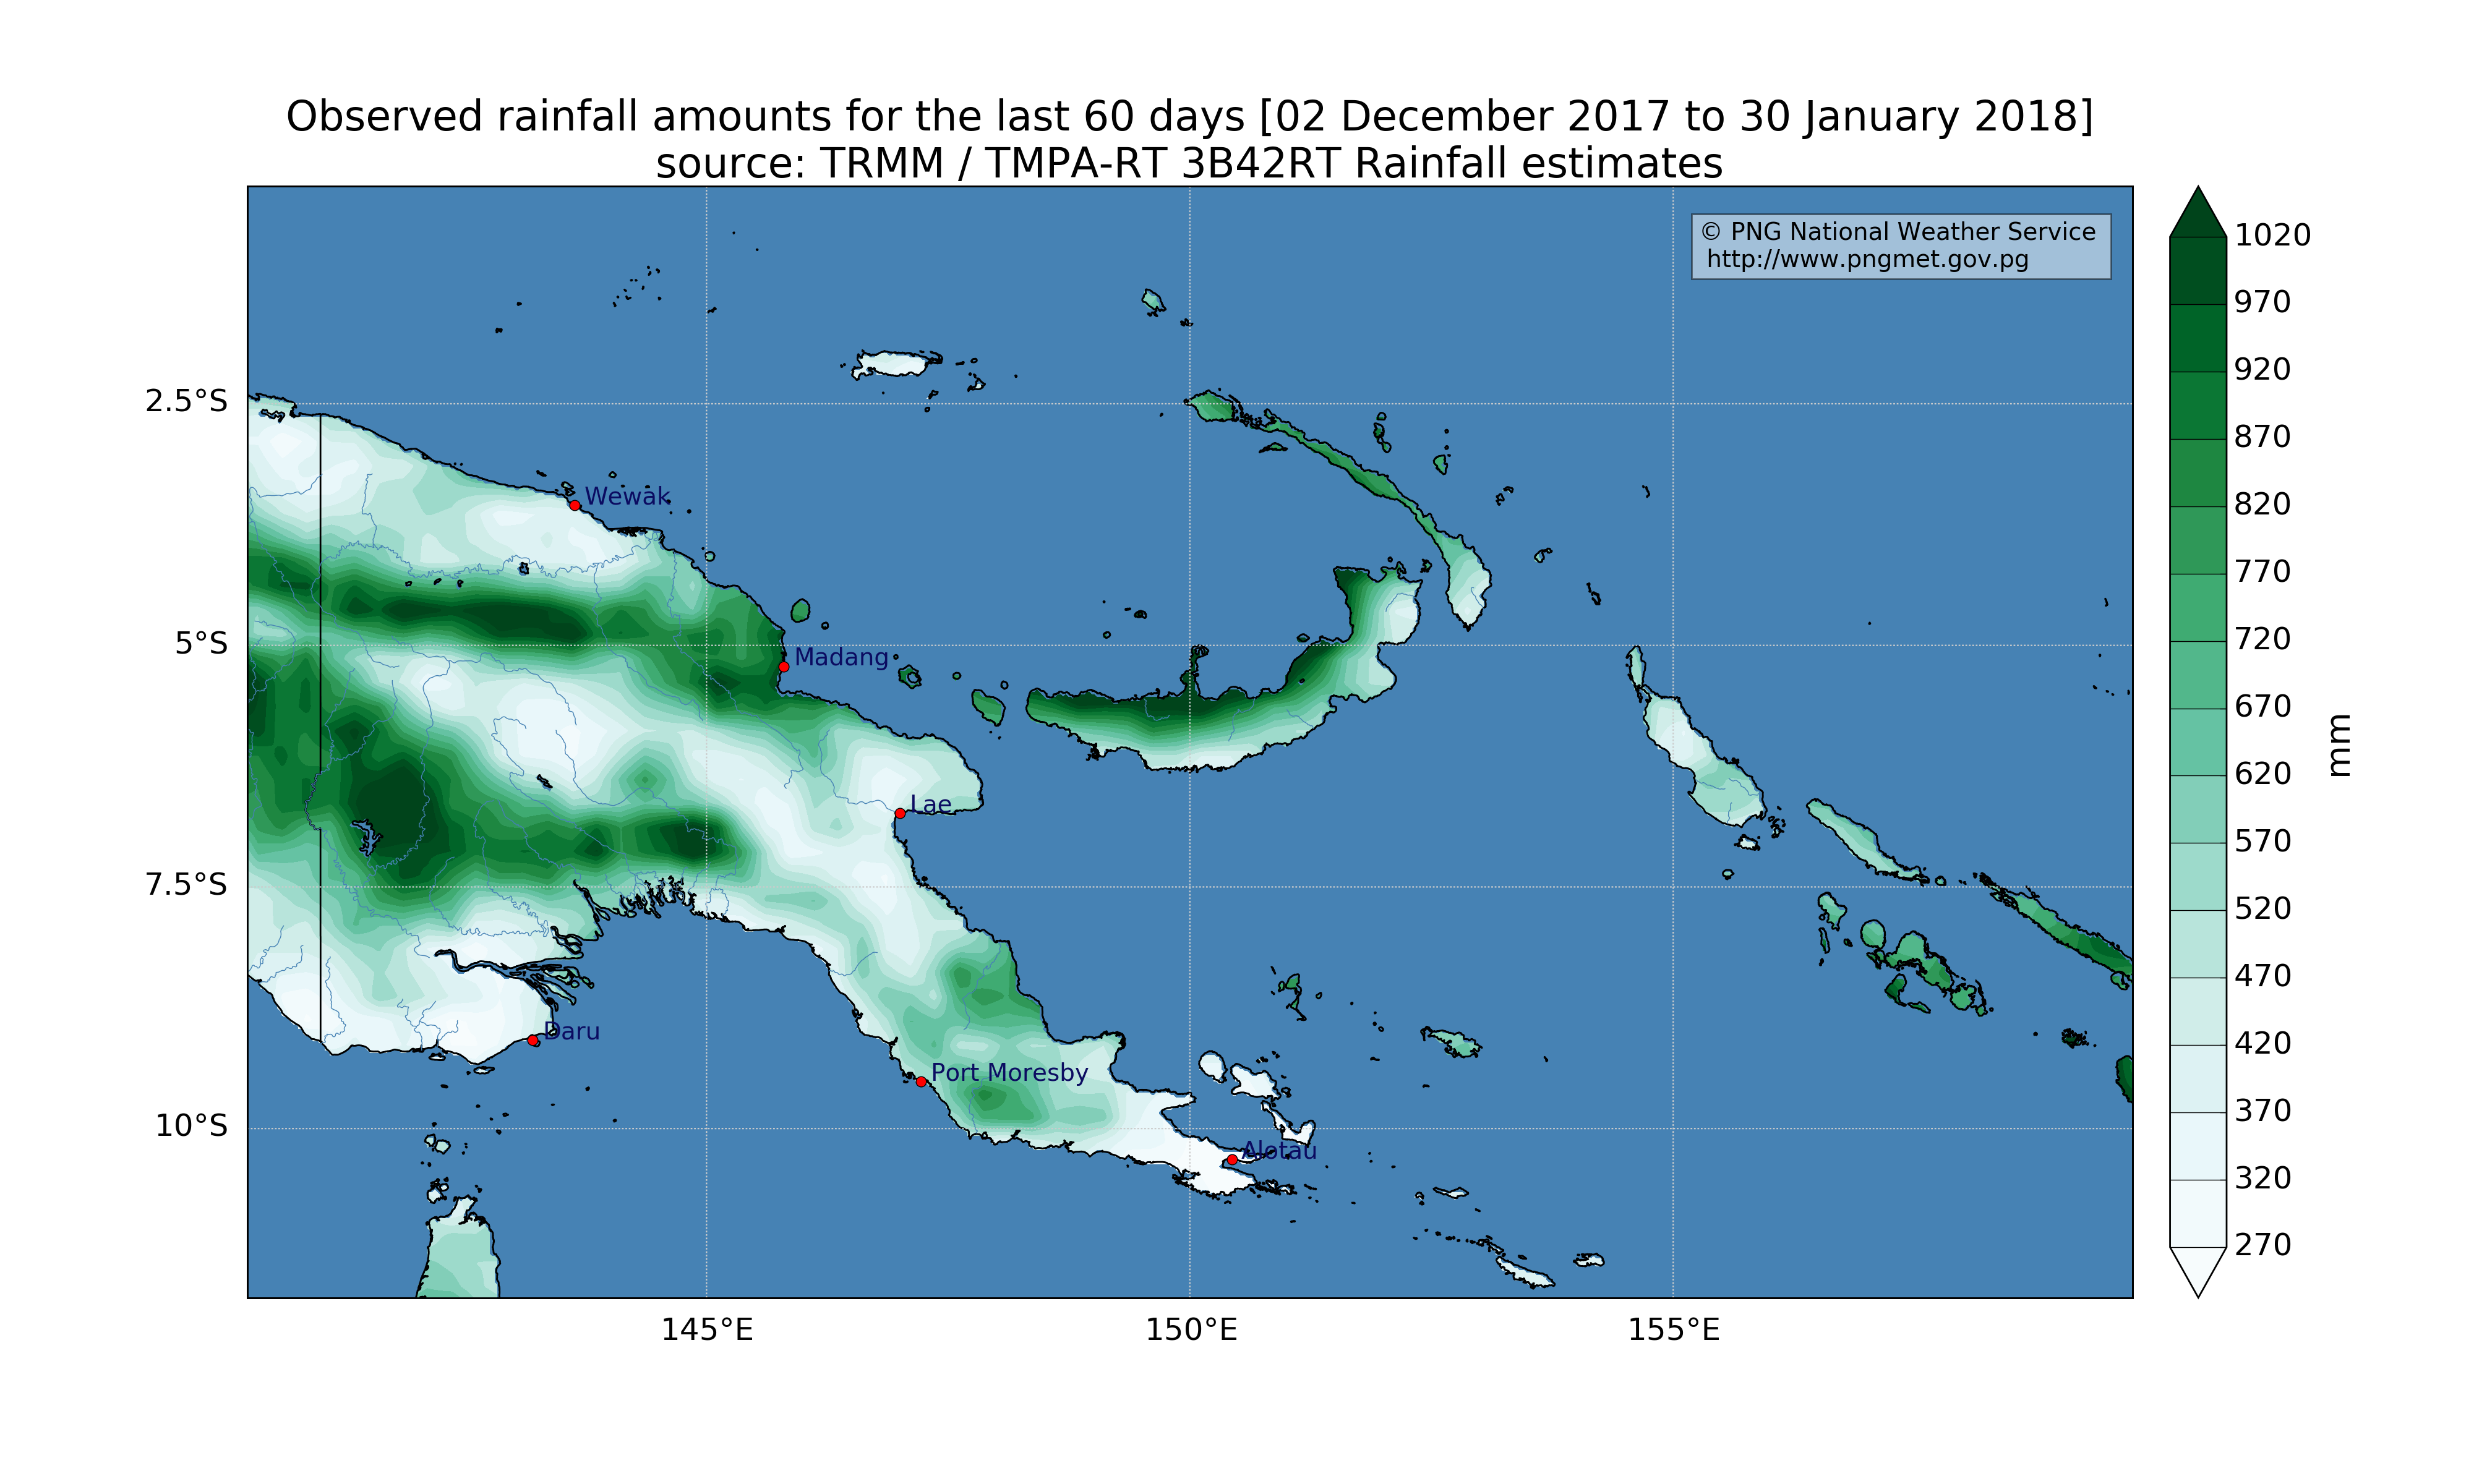 Observed rainfall amounts for the last 60 days [02 December 2017 to 30 January 2018]
source: TRMM / TMPA-RT 3B42RT Rainfall estimates
© PNG National Weather Service
http://www.pngmet.gov.pg
2.5°S
5°S
7.5°S
10°S
145°E
150°E
155°E
Wewak
Madang
Lae
Daru
Port Moresby
Alotau
1020
970
920
870
820
770
720
670
620
570
520
470
420
370
320
270
mm